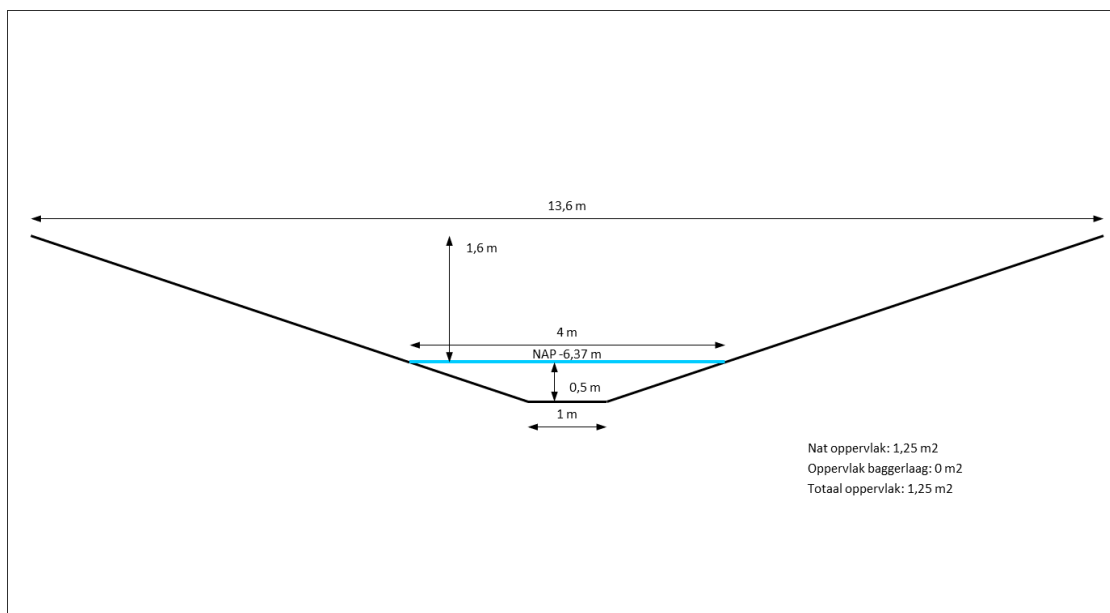 13,6 m
1,6 m
4 m
NAP -6,37 m
0,5 m
1 m
Nat oppervlak: 1,25 m2
Oppervlak baggerlaag: 0 m2
Totaal oppervlak: 1,25 m2